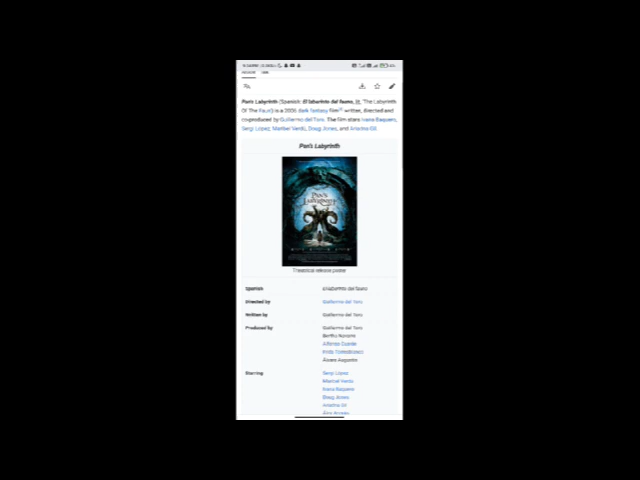 Pan's Labyrinth (Spanish: El laberinto del fauno, lit. 'The Labyrinth
Of The Faun') is a 2006 dark fantasy film written, directed and
co-produced by Guillermo del Toro. The film stars Ivana Baquero,
Sergi López, Maribel Verdú, Doug Jones, and Ariadna Gil.
Pan's Labyrinth
PAN'S
LABYRINTH
Theatrical release poster
Spanish El laberinto del fauno
Directed by Guillermo del Toro
Written by Guillermo del Toro
Produced by Guillermo del Toro
Bertha Navarro
Alfonso Cuarón
Frida Torresblanco
Álvaro Augustin
Starring Sergi López
Maribel Verdú
Ivana Baquero
Doug Jones
Ariadna Gil